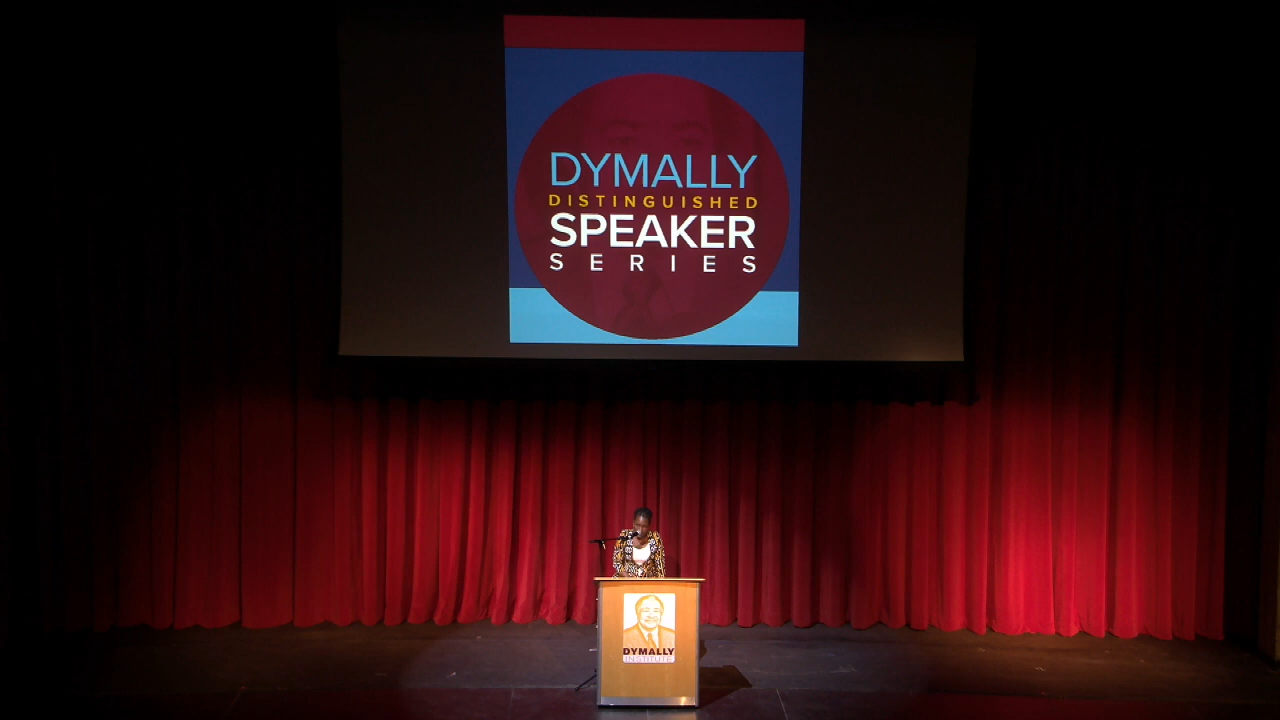 DYMALLY
DISTINGUISHED
SPEAKER
SERIES
DYMALLY
INSTITUTE